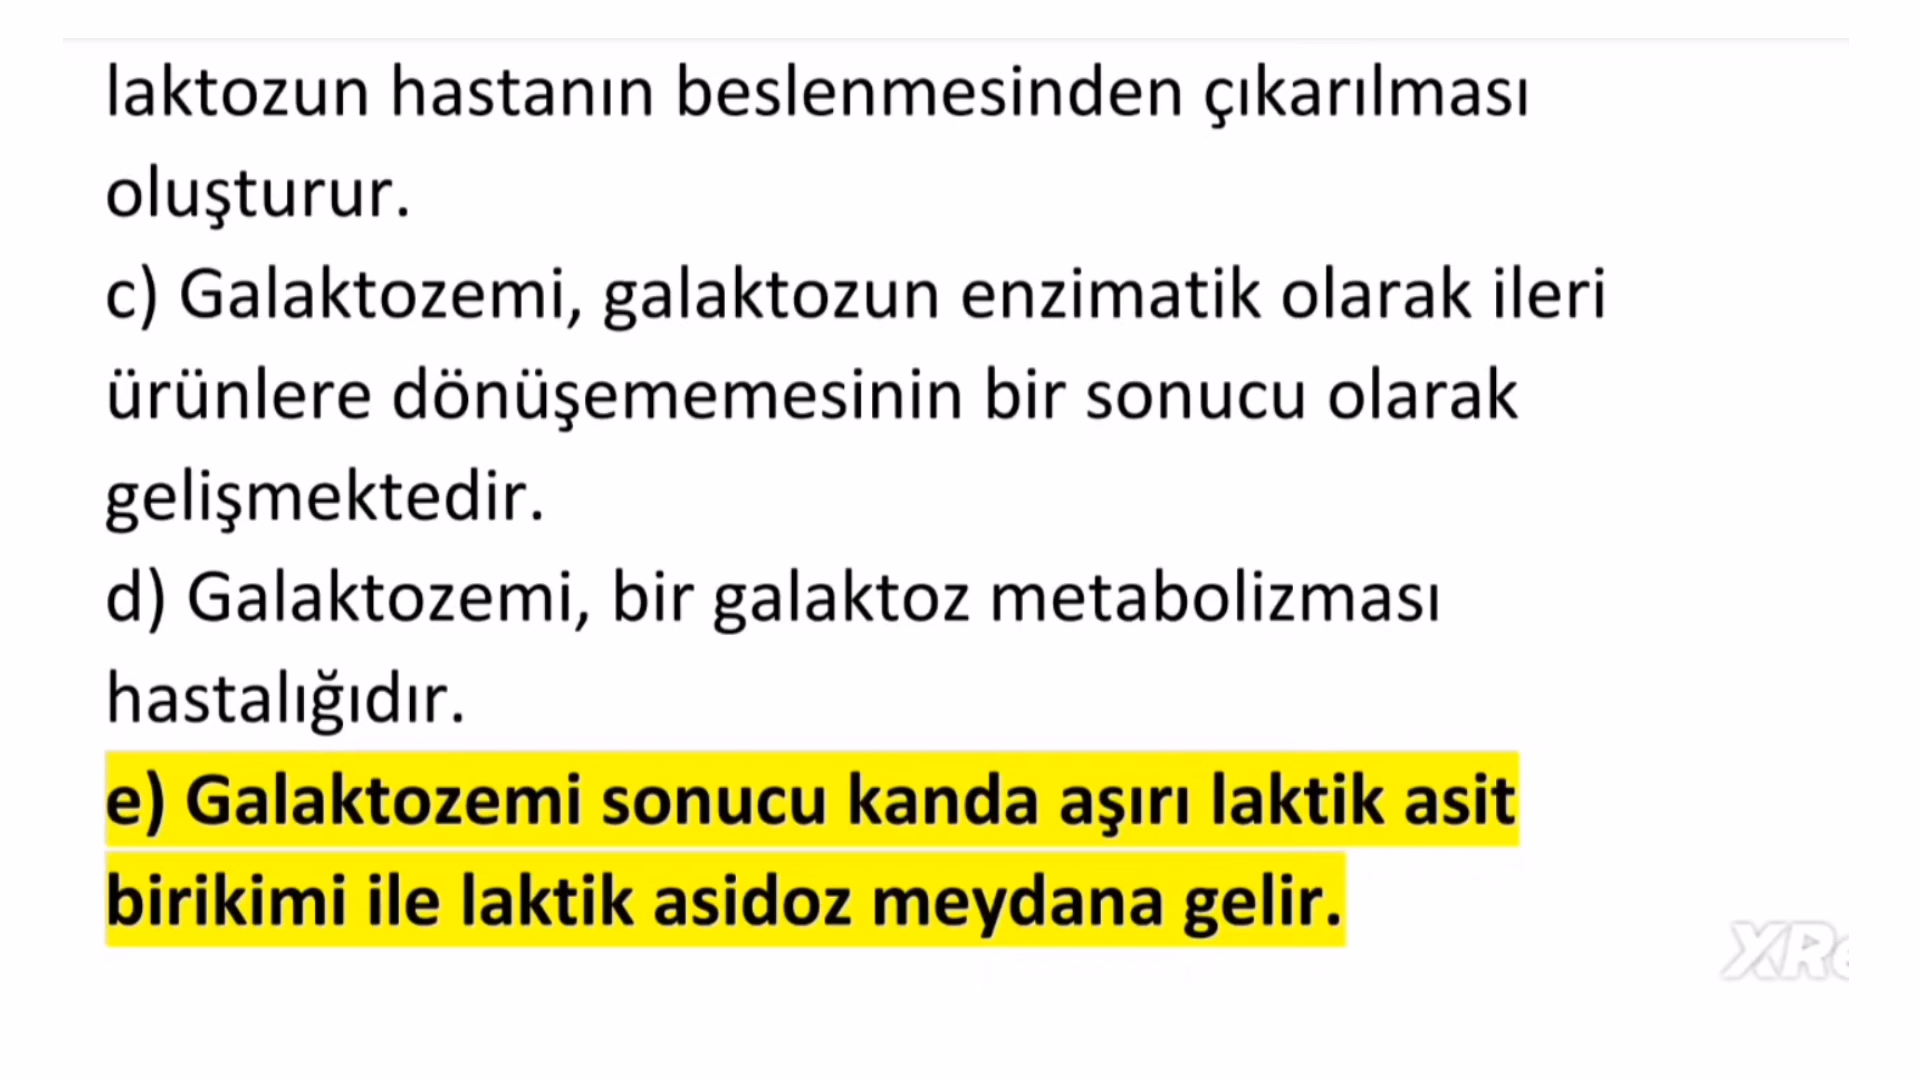 laktozun hastanın beslenmesinden çıkarılması
oluşturur.
c) Galaktozemi, galaktozun enzimatik olarak ileri
ürünlere dönüşememesinin bir sonucu olarak
gelişmektedir.
d) Galaktozemi, bir galaktoz metabolizması
hastalığıdır.
e) Galaktozemi sonucu kanda aşırı laktik asit
birikimi ile laktik asidoz meydana gelir.